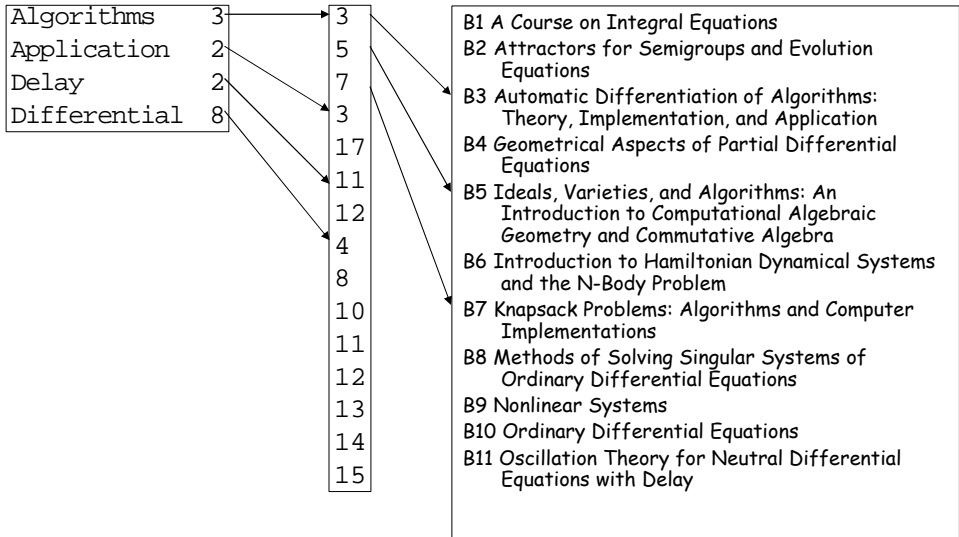 Algorithms 3
Application 2
Delay 2
Differential 8
3
5
7
3
17
11
12
4
8
10
11
12
13
14
15
B1 A Course on Integral Equations
B2 Attractors for Semigroups and Evolution
Equations
B3 Automatic Differentiation of Algorithms:
Theory, Implementation, and Application
B4 Geometrical Aspects of Partial Differential
Equations
B5 Ideals, Varieties, and Algorithms: An
Introduction to Computational Algebraic
Geometry and Commutative Algebra
B6 Introduction to Hamiltonian Dynamical Systems
and the N-Body Problem
B7 Knapsack Problems: Algorithms and Computer
Implementations
B8 Methods of Solving Singular Systems of
Ordinary Differential Equations
B9 Nonlinear Systems
B10 Ordinary Differential Equations
B11 Oscillation Theory for Neutral Differential
Equations with Delay